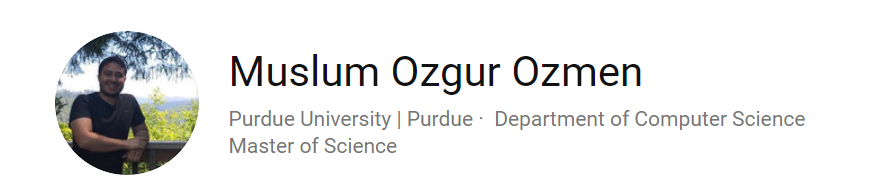 Muslum Ozgur Ozmen
Purdue University | Purdue · Department of Computer Science
Master of Science